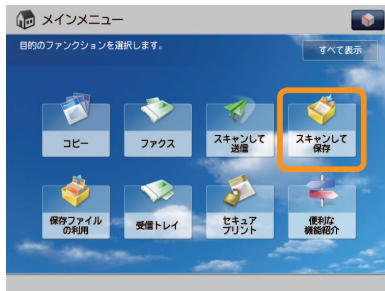 メインメニュー
目的のファンクションを選択します。
すべて表示
コピー
ファクス
スキャンして
送信
スキャンして
保存
保存ファイル
の利用
受信トレイ
セキュア
プリント
便利な
機能紹介